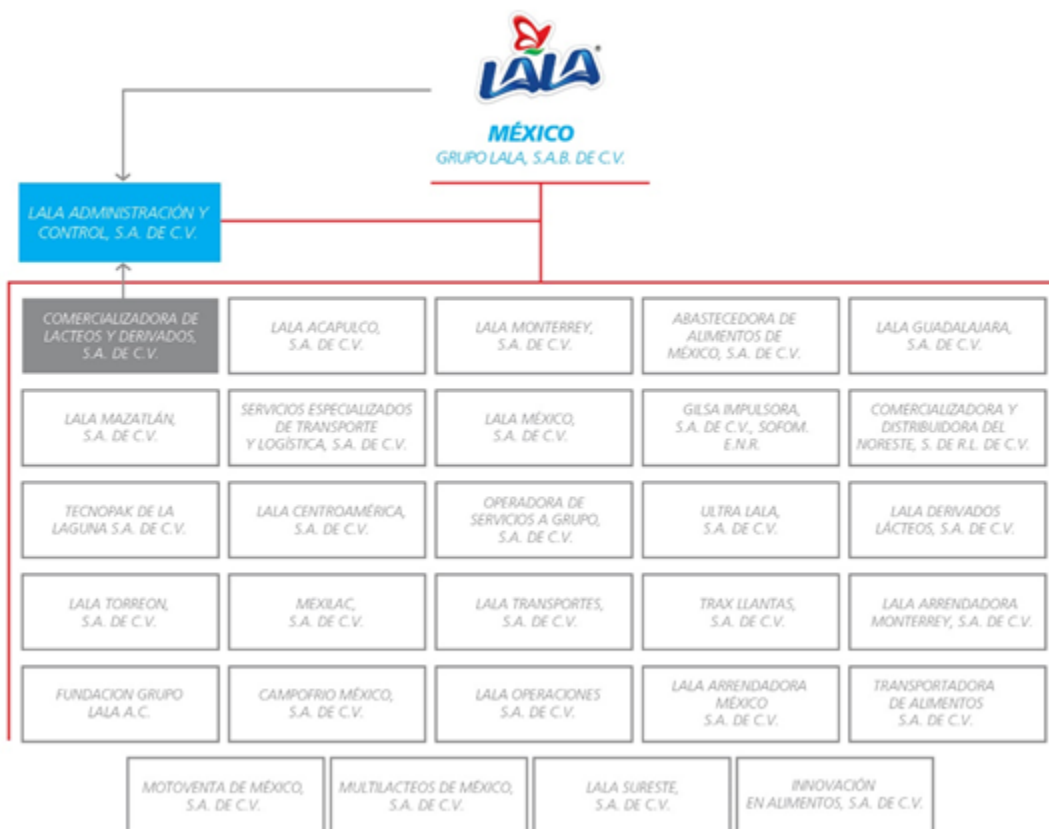 LALA
MÉXICO
GRUPO LALA, S.A.B. DE C.V.
LALA ADMINISTRACIÓN Y
CONTROL, S.A. DE C.V.
COMERCIALIZADORA DE
LACTEOS Y DERIVADOS,
S.A. DE C.V.
LALA ACAPULCO,
S.A. DE C.V.
LALA MONTERREY,
S.A. DE C.V.
ABASTECEDORA DE
ALIMENTOS DE
MÉXICO, S.A. DE C.V.
LALA GUADALAJARA,
S.A. DE C.V.
LALA MAZATLÁN,
S.A. DE C.V.
SERVICIOS ESPECIALIZADOS
DE TRANSPORTE
Y LOGÍSTICA, S.A. DE C.V.
LALA MÉXICO,
S.A. DE C.V.
GILSA IMPULSORA,
S.A. DE C.V., SOFOM.
E.N.R.
COMERCIALIZADORA Y
DISTRIBUIDORA DEL
NORESTE, S. DE R.L. DE C.V.
TECNOPAK DE LA
LAGUNA S.A. DE C.V.
LALA CENTROAMÉRICA,
S.A. DE C.V.
OPERADORA DE
SERVICIOS A GRUPO,
S.A. DE C.V.
ULTRA LALA,
S.A. DE C.V.
LALA DERIVADOS
LÁCTEOS, S.A. DE C.V.
LALA TORREON,
S.A. DE C.V.
MEXILAC,
S.A. DE C.V.
LALA TRANSPORTES,
S.A. DE C.V.
TRAX LLANTAS,
S.A. DE C.V.
LALA ARRENDADORA
MONTERREY, S.A. DE C.V.
FUNDACION GRUPO
LALA A.C.
CAMPOFRIO MÉXICO,
S.A. DE C.V.
LALA OPERACIONES
S.A. DE C.V.
LALA ARRENDADORA
MÉXICO
S.A. DE C.V.
TRANSPORTADORA
DE ALIMENTOS
S.A. DE C.V.
MOTOVENTA DE MÉXICO,
S.A. DE C.V.
MULTILACTEOS DE MÉXICO,
S.A. DE C.V.
LALA SURESTE,
S.A. DE C.V.
INNOVACIÓN
EN ALIMENTOS, S.A. DE C.V.